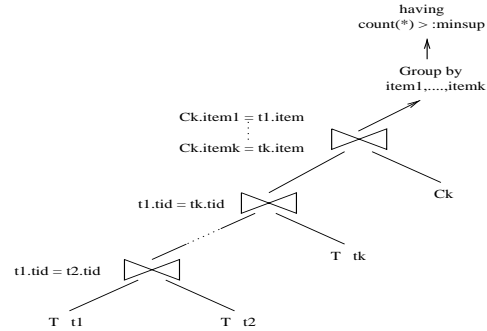 having
count(*) > :minsup
Group by
item1,....,itemk
Ck.item1 = t1.item
Ck.itemk = tk.item
Ck
t1.tid = tk.tid
T tk
t1.tid = t2.tid
T t1
T t2